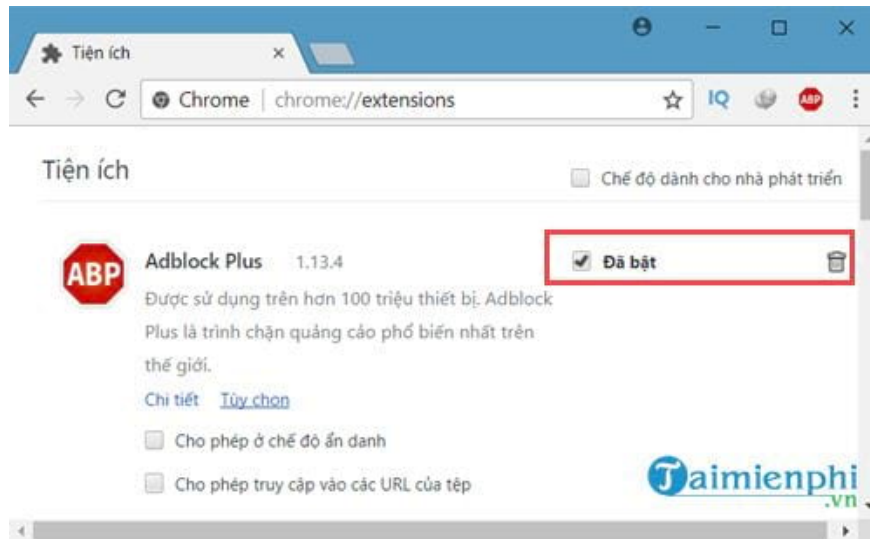 Tiện ích
Chrome | chrome://extensions
IQ
ABP
Tiện ích
Chế độ dành cho nhà phát triển
ABP
Adblock Plus 1.13.4
Đã bật
Được sử dụng trên hơn 100 triệu thiết bị. Adblock
Plus là trình chặn quảng cáo phổ biến nhất trên
thế giới.
Chi tiết Tùy chọn
Cho phép ở chế độ ẩn danh
Cho phép truy cập vào các URL của tệp
Taimienphi
.vn